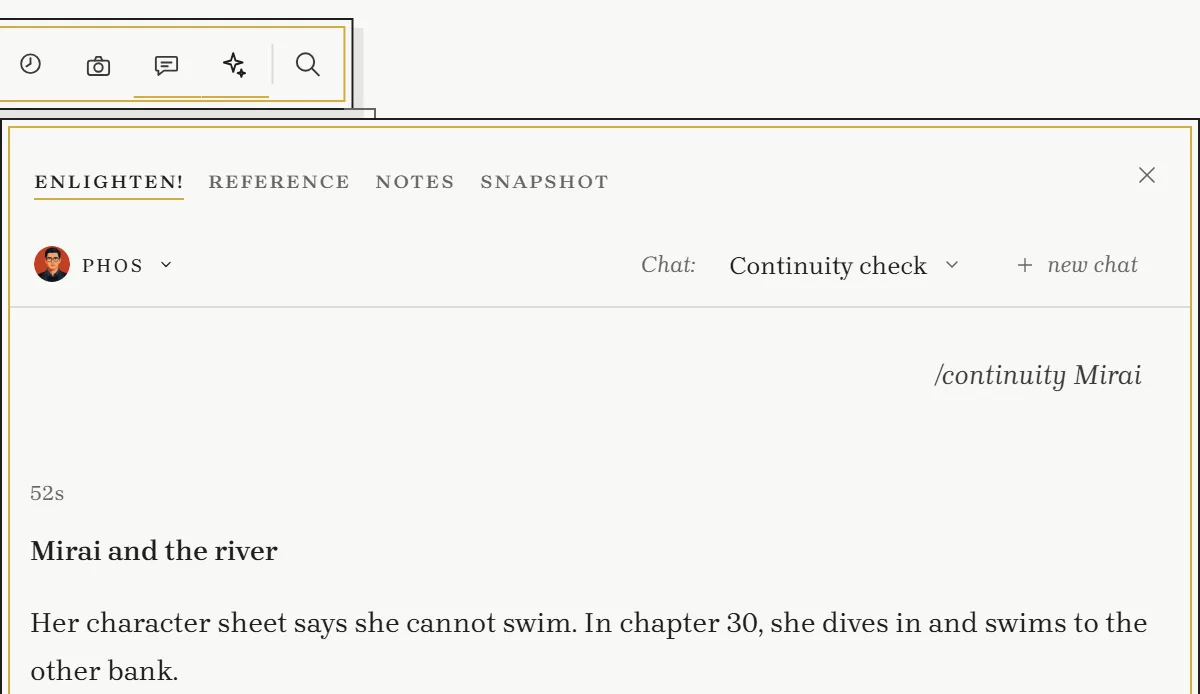 ENLIGHTEN! REFERENCE NOTES SNAPSHOT
PHOS Chat: Continuity check + new chat
/continuity Mirai
52s
Mirai and the river
Her character sheet says she cannot swim. In chapter 30, she dives in and swims to the
other bank.